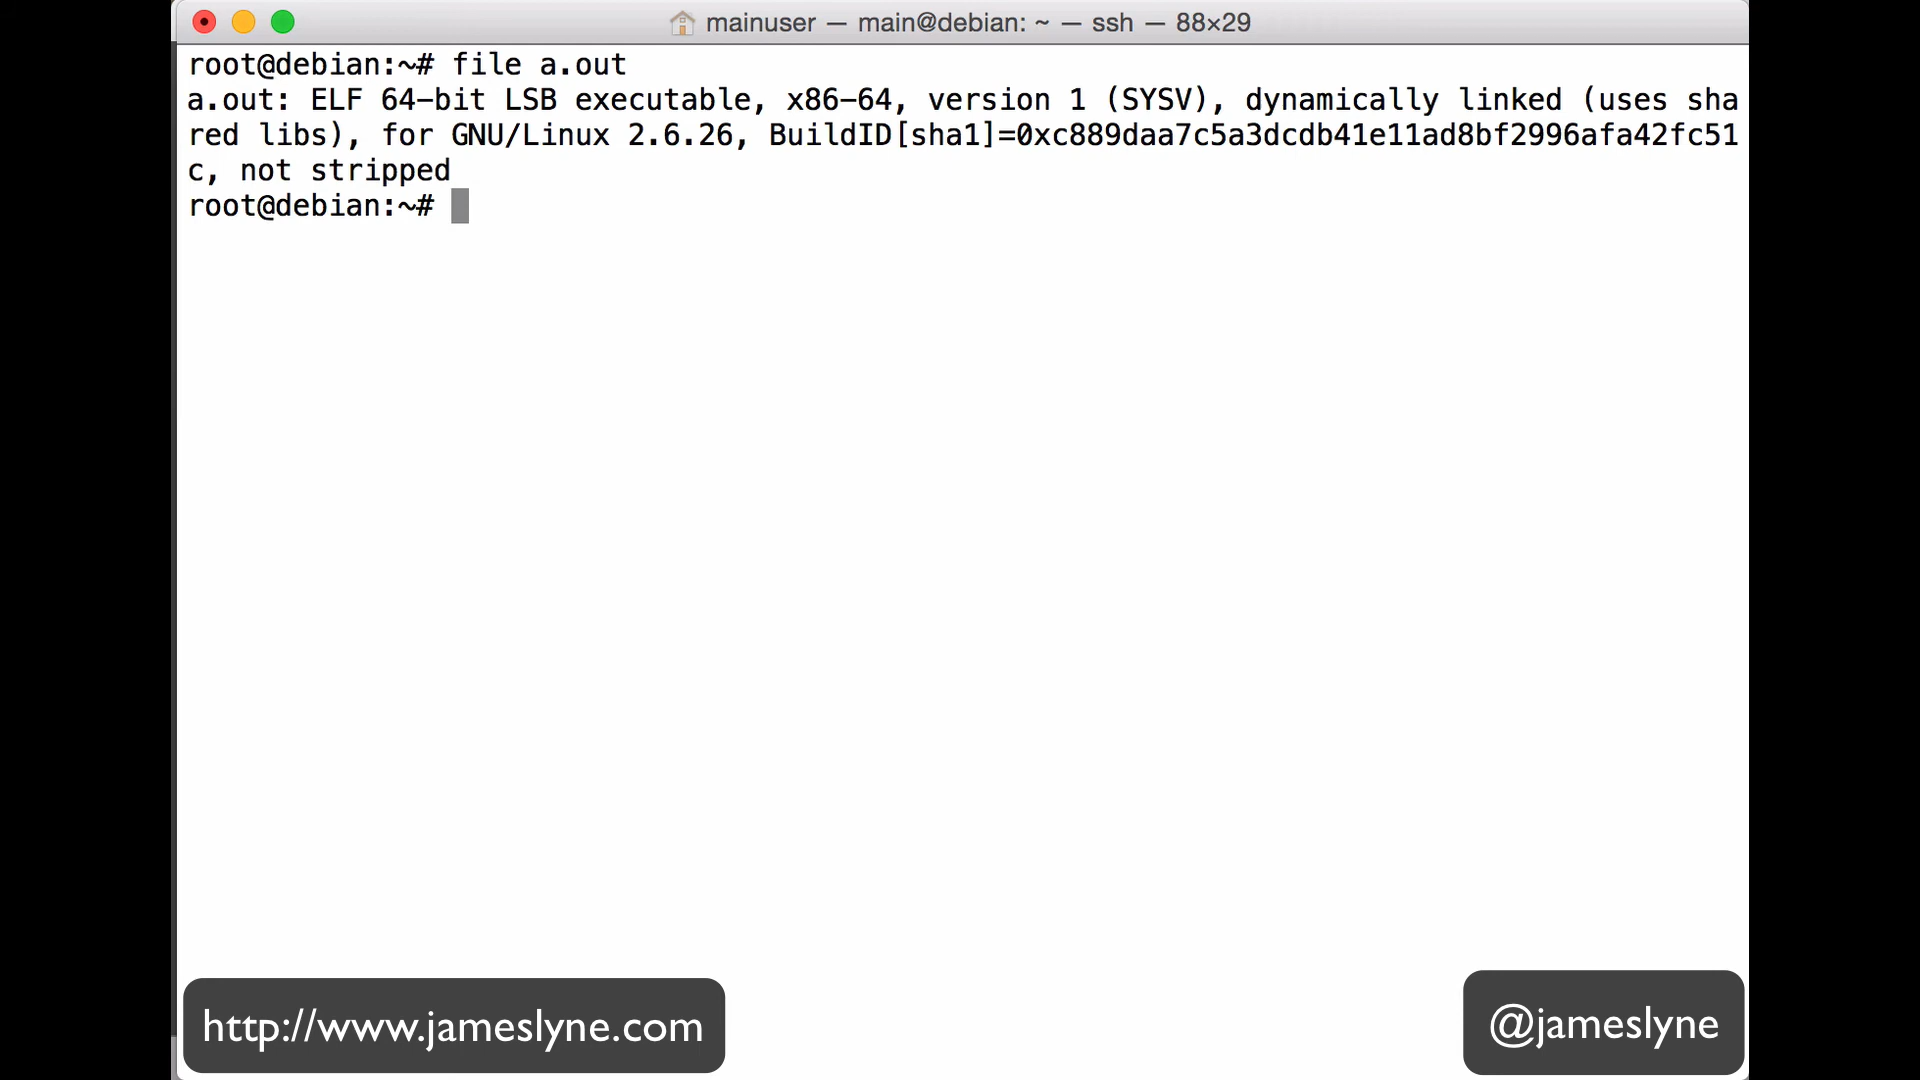 mainuser — main@debian: ~ — ssh — 88×29
root@debian:~# file a.out
a.out: ELF 64-bit LSB executable, x86-64, version 1 (SYSV), dynamically linked (uses sha
red libs), for GNU/Linux 2.6.26, BuildID[sha1]=0xc889daa7c5a3dcdb41e11ad8bf2996afa42fc51
c, not stripped
root@debian:~#
http://www.jameslyne.com
@jameslyne